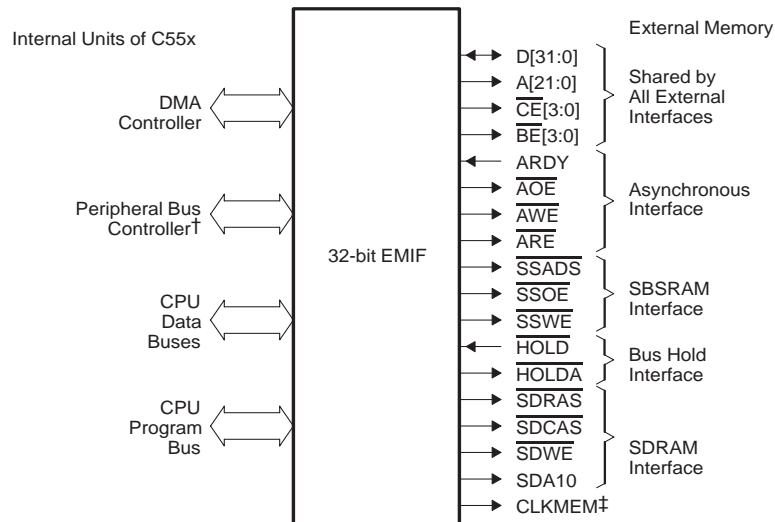 Internal Units of C55x
External Memory
DMA
Controller
Peripheral Bus
Controller†
CPU
Data
Buses
CPU
Program
Bus
32-bit EMIF
D[31:0]
A[21:0]
CE[3:0]
BE[3:0]
ARDY
AOE
AWE
ARE
SSADS
SSOE
SSWE
HOLD
HOLDA
SDRAS
SDCAS
SDWE
SDA10
CLKMEM‡
Shared by
All External
Interfaces
Asynchronous
Interface
SBSRAM
Interface
Bus Hold
Interface
SDRAM
Interface